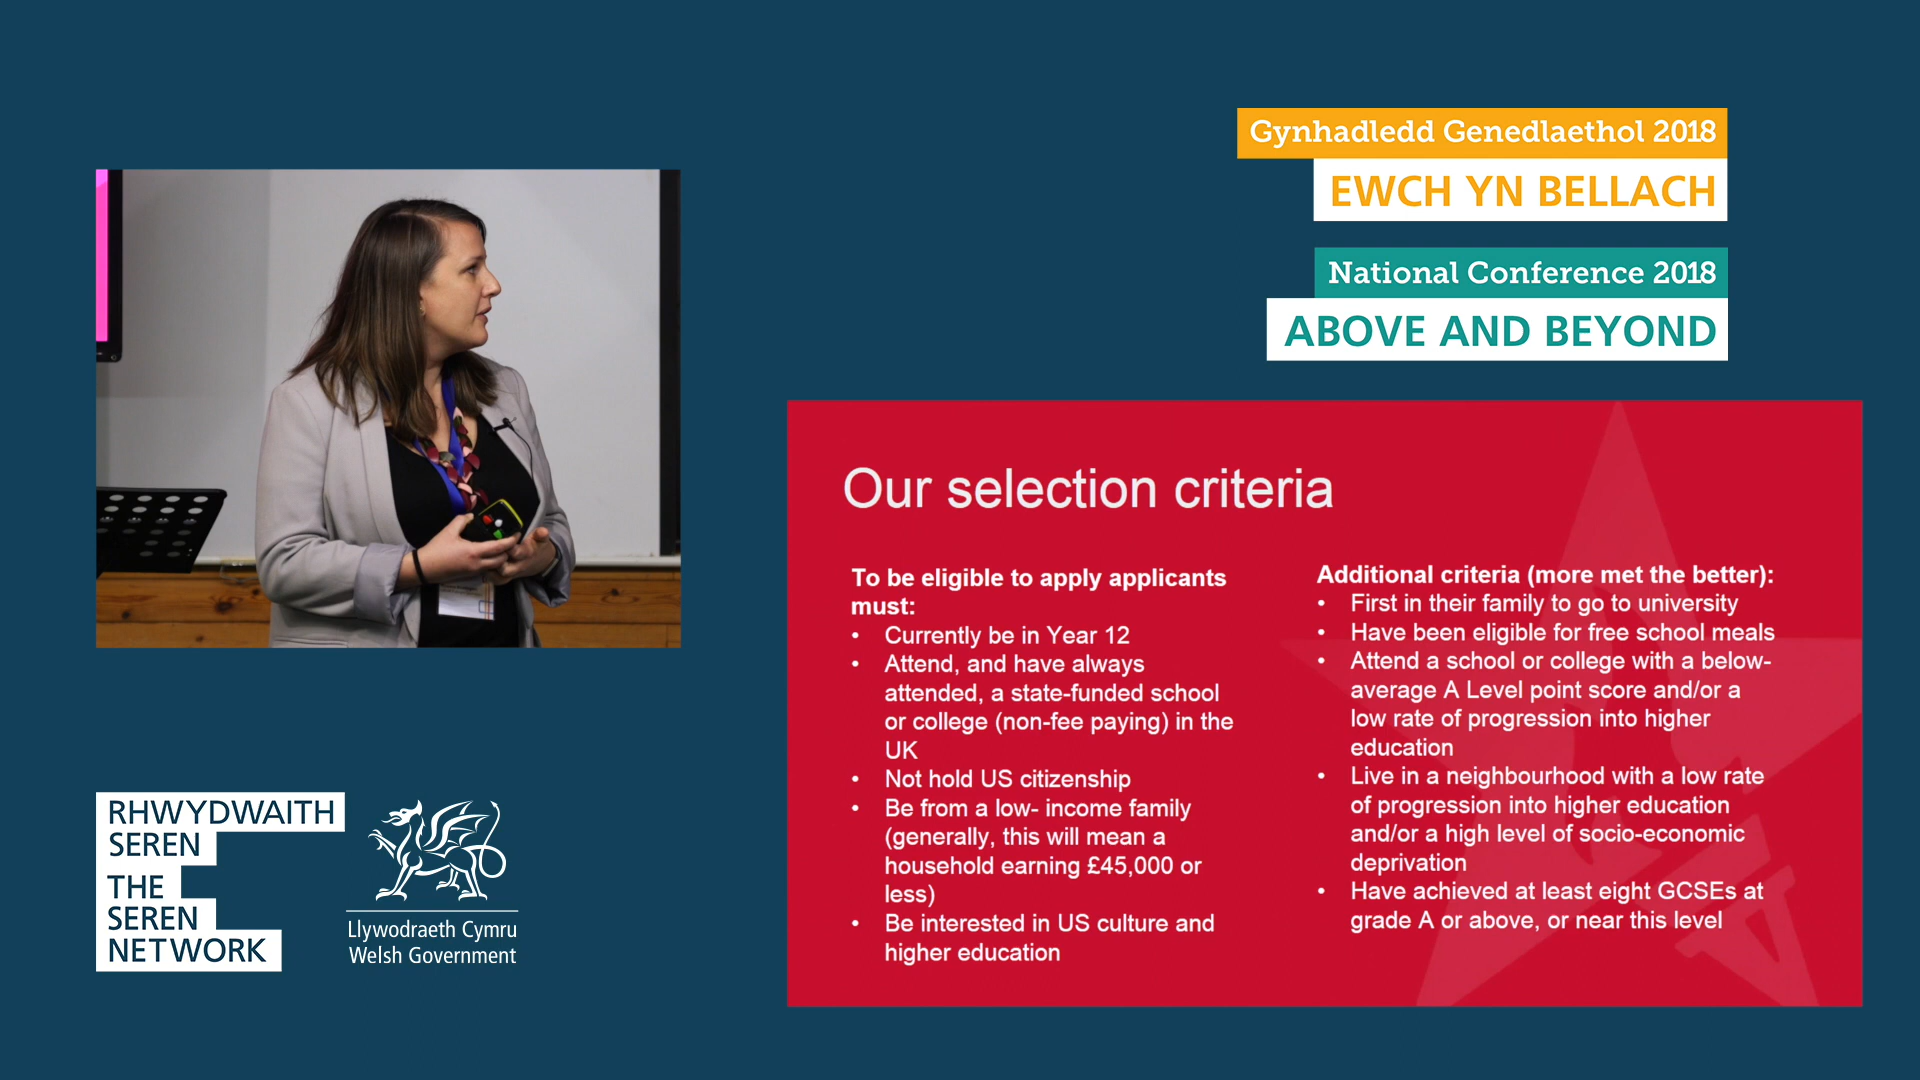 Gynhadledd Genedlaethol 2018
EWCH YN BELLACH
National Conference 2018
ABOVE AND BEYOND
Our selection criteria
To be eligible to apply applicants
must:
• Currently be in Year 12
• Attend, and have always
attended, a state-funded school
or college (non-fee paying) in the
UK
• Not hold US citizenship
• Be from a low- income family
(generally, this will mean a
household earning £45,000 or
less)
• Be interested in US culture and
higher education
Additional criteria (more met the better):
• First in their family to go to university
• Have been eligible for free school meals
• Attend a school or college with a below-
average A Level point score and/or a
low rate of progression into higher
education
• Live in a neighbourhood with a low rate
of progression into higher education
and/or a high level of socio-economic
deprivation
• Have achieved at least eight GCSEs at
grade A or above, or near this level
RHWYDWAITH
SEREN
THE
SEREN
NETWORK
Llywodraeth Cymru
Welsh Government